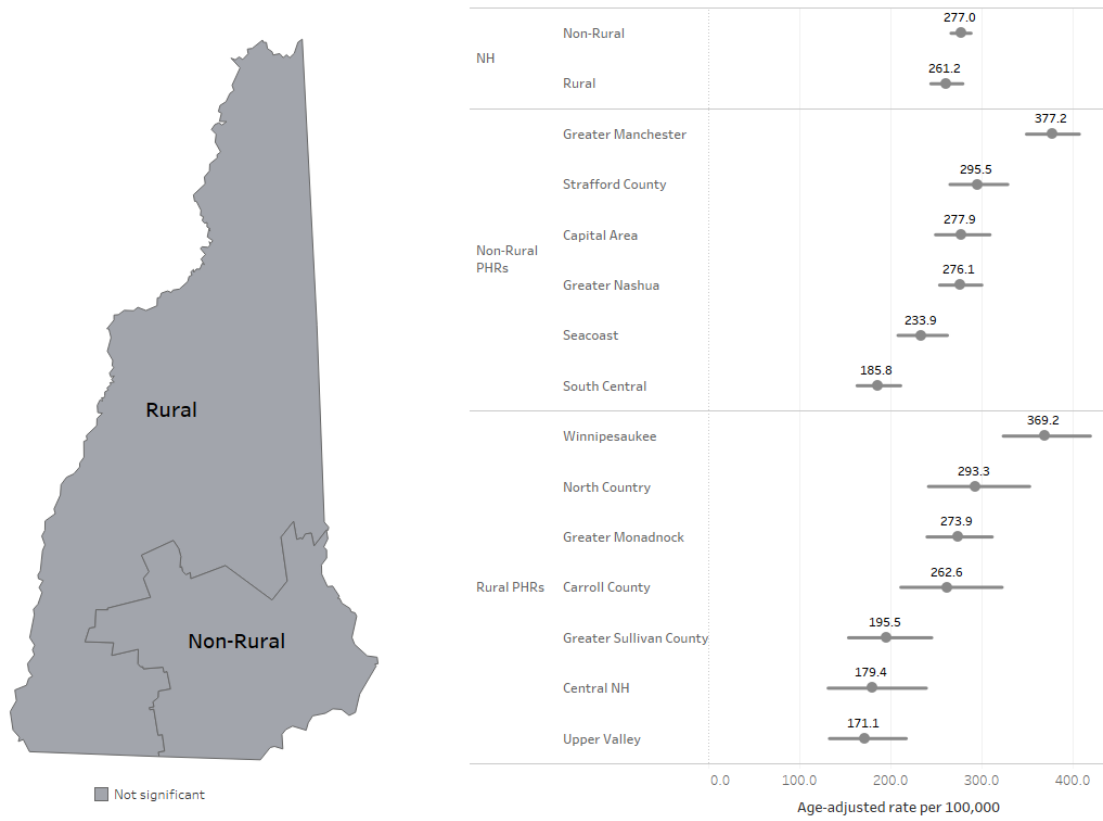 Rural
Non-Rural
Not significant
NH
Non-Rural
277.0
Rural
261.2
Non-Rural
PHRs
Greater Manchester
377.2
Strafford County
295.5
Capital Area
277.9
Greater Nashua
276.1
Seacoast
233.9
South Central
185.8
Rural PHRs
Winnipesaukee
369.2
North Country
293.3
Greater Monadnock
273.9
Carroll County
262.6
Greater Sullivan County
195.5
Central NH
179.4
Upper Valley
171.1
0.0 100.0 200.0 300.0 400.0
Age-adjusted rate per 100,000